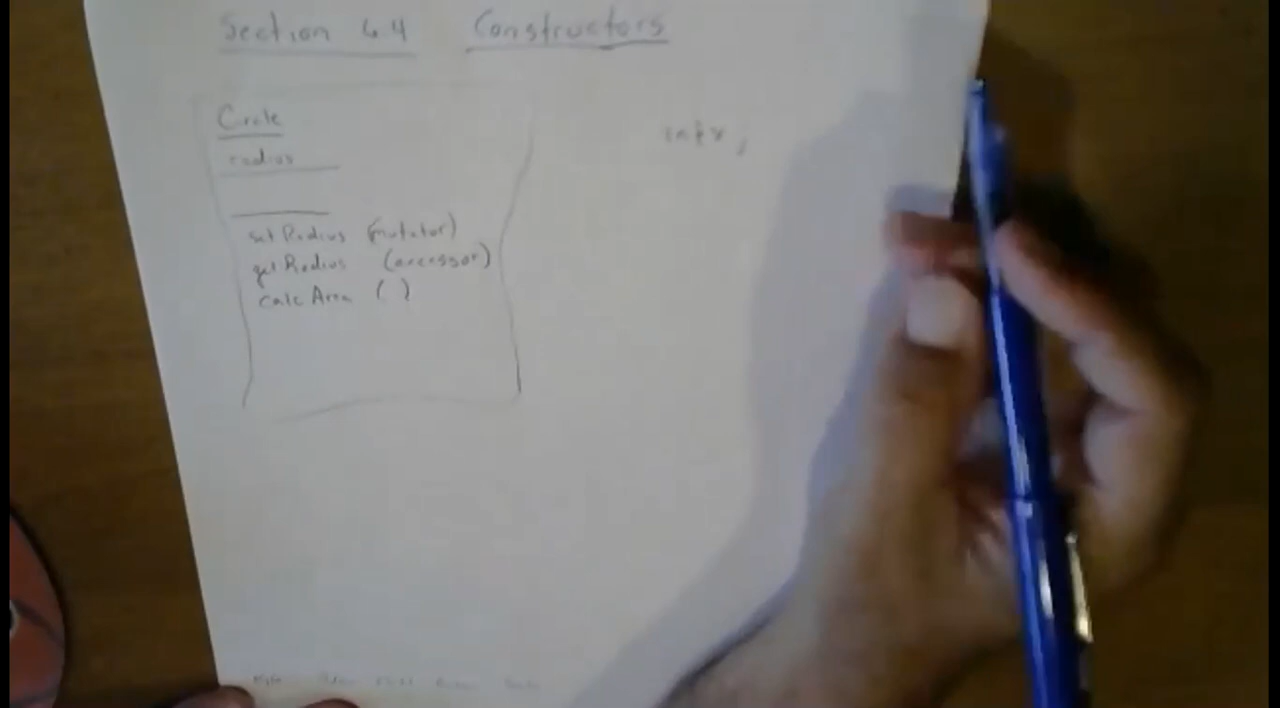 Section 6.4 Constructors
Circle
radius
int x ;
setRadius (mutator)
getRadius (accessor)
calcArea ( )